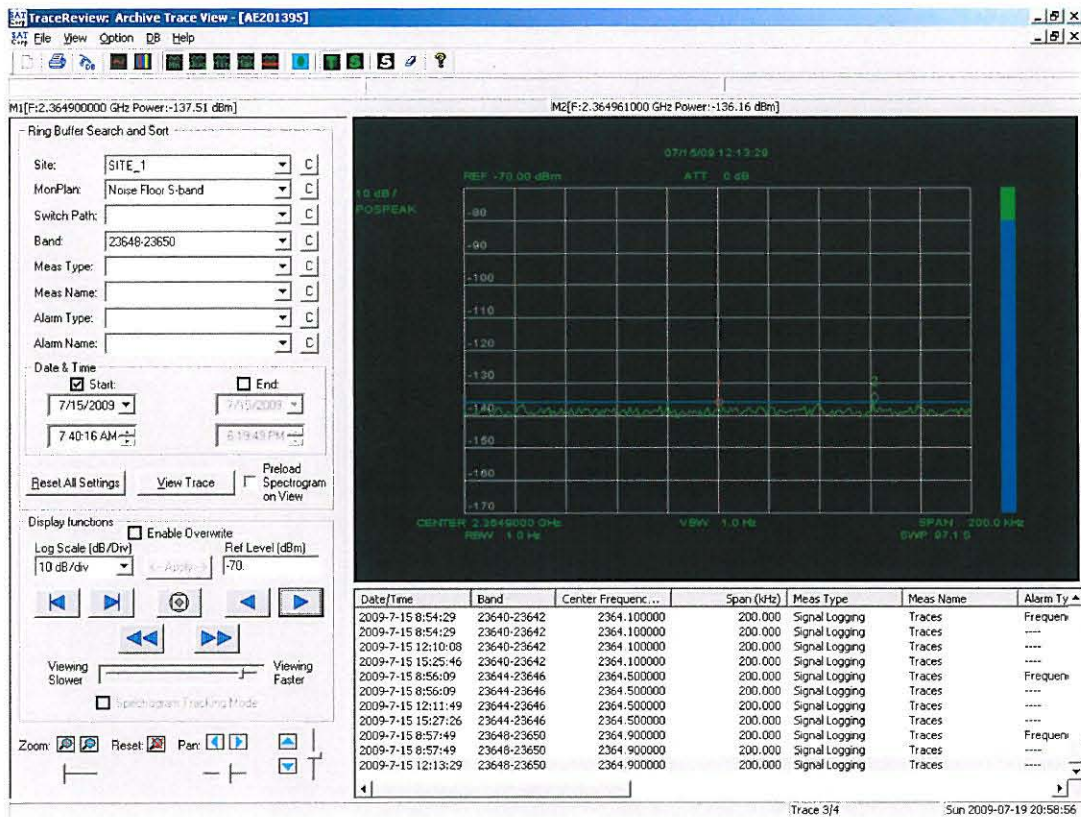 TraceReview: Archive Trace View - [AE201395]
File View Option DB Help
M1[F:2.364900000 GHz Power:-137.51 dBm]
M2[F:2.364961000 GHz Power:-136.16 dBm]
Ring Buffer Search and Sort
Site: SITE_1 C
MonPlan: Noise Floor S-band C
Switch Path: C
Band: 23648-23650 C
Meas Type: C
Meas Name: C
Alarm Type: C
Alarm Name: C
Date & Time
Start: End:
7/15/2009 7/15/2009
7:40:16 AM 6:19:49 PM
Reset All Settings View Trace Preload Spectrogram on View
Display functions
Enable Overwrite
Log Scale (dB/Div) Ref Level (dBm)
10 dB/div <-Apply-> -70.
Viewing Slower Viewing Faster
Spectrogram Tracking Mode
Zoom: Reset: Pan:
07/15/09 12:13:29
REF -70.00 dBm ATT 0 dB
10 dB /
POSPEAK
-80
-90
-100
-110
-120
-130
-140
-150
-160
-170
CENTER 2.3649000 GHz VBW 1.0 Hz SPAN 200.0 KHz
RBW 1.0 Hz SWP 97.1 S
Date/Time Band Center Frequenc... Span (kHz) Meas Type Meas Name Alarm Ty
2009-7-15 8:54:29 23640-23642 2364.100000 200.000 Signal Logging Traces Frequen
2009-7-15 8:54:29 23640-23642 2364.100000 200.000 Signal Logging Traces ----
2009-7-15 12:10:08 23640-23642 2364.100000 200.000 Signal Logging Traces ----
2009-7-15 15:25:46 23640-23642 2364.100000 200.000 Signal Logging Traces ----
2009-7-15 8:56:09 23644-23646 2364.500000 200.000 Signal Logging Traces Frequen
2009-7-15 8:56:09 23644-23646 2364.500000 200.000 Signal Logging Traces ----
2009-7-15 12:11:49 23644-23646 2364.500000 200.000 Signal Logging Traces ----
2009-7-15 15:27:26 23644-23646 2364.500000 200.000 Signal Logging Traces ----
2009-7-15 8:57:49 23648-23650 2364.900000 200.000 Signal Logging Traces Frequen
2009-7-15 8:57:49 23648-23650 2364.900000 200.000 Signal Logging Traces ----
2009-7-15 12:13:29 23648-23650 2364.900000 200.000 Signal Logging Traces ----
Trace 3/4 Sun 2009-07-19 20:58:56